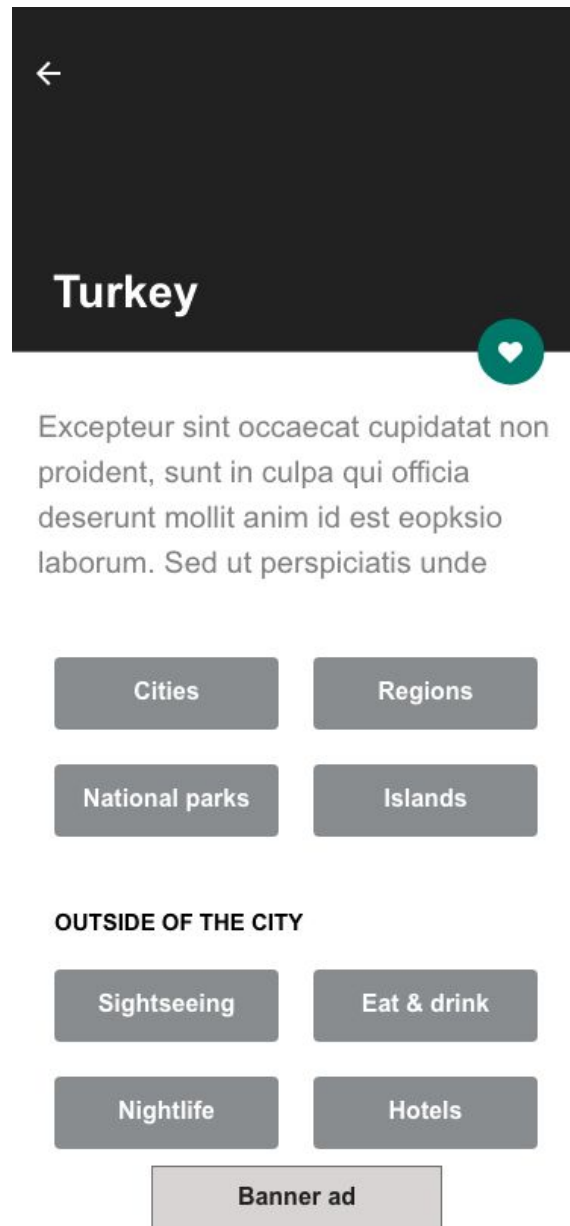 Turkey
Excepteur sint occaecat cupidatat non
proident, sunt in culpa qui officia
deserunt mollit anim id est eopksio
laborum. Sed ut perspiciatis unde
Cities
Regions
National parks
Islands
OUTSIDE OF THE CITY
Sightseeing
Eat & drink
Nightlife
Hotels
Banner ad